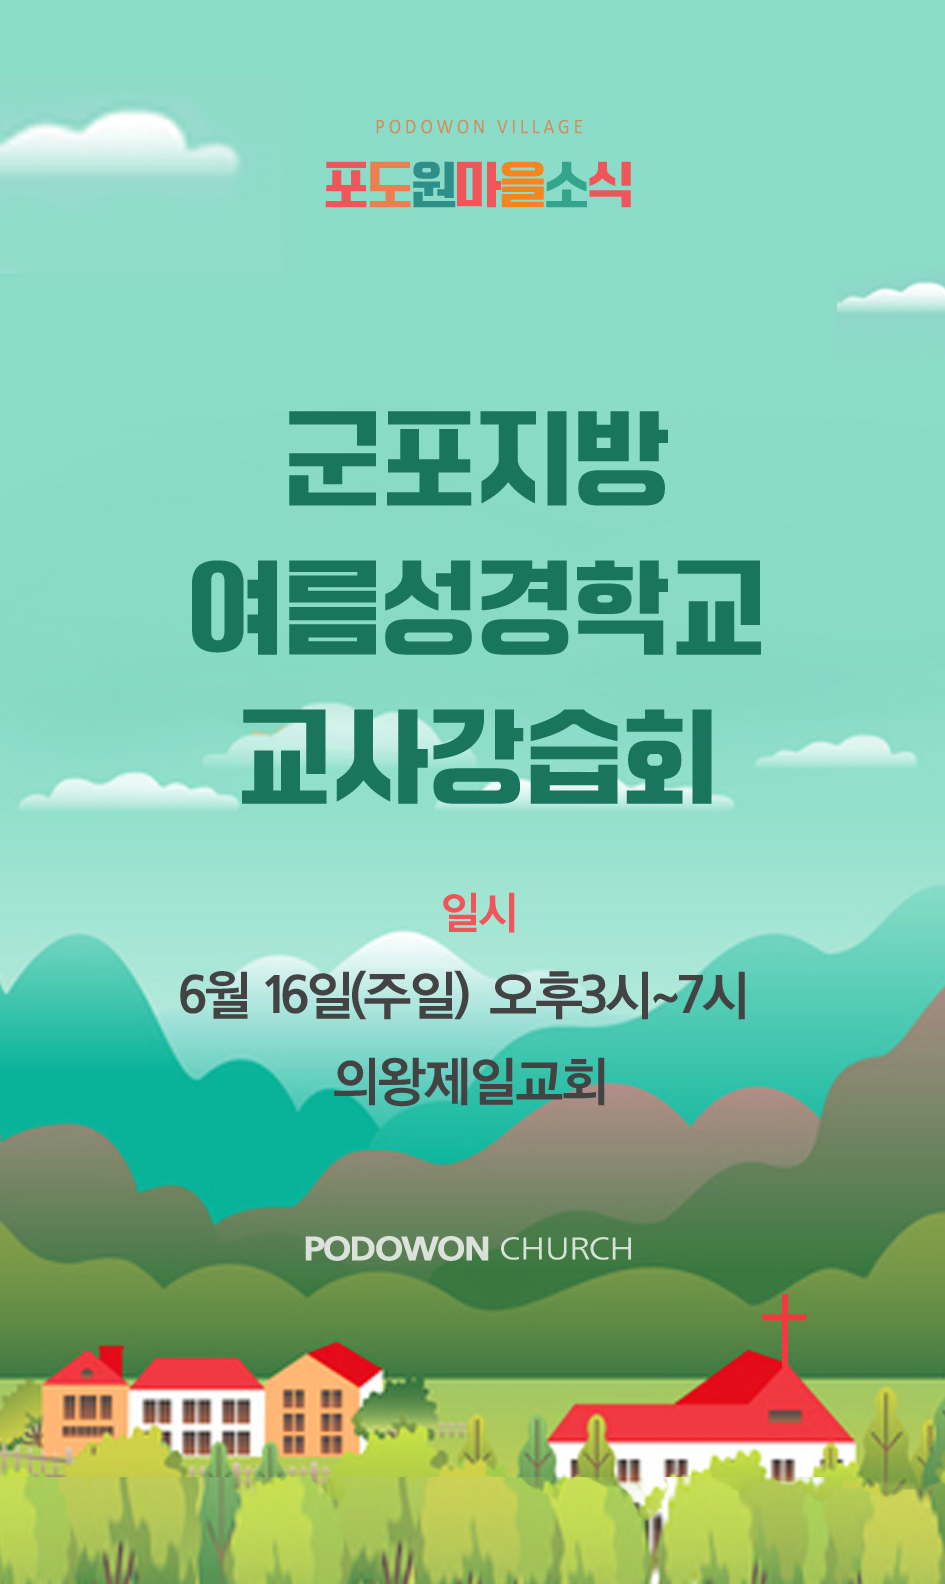 PODOWON VILLAGE
포도원마을소식
군포지방
여름성경학교
교사강습회
일시
6월 16일(주일) 오후3시~7시
의왕제일교회
PODOWON CHURCH